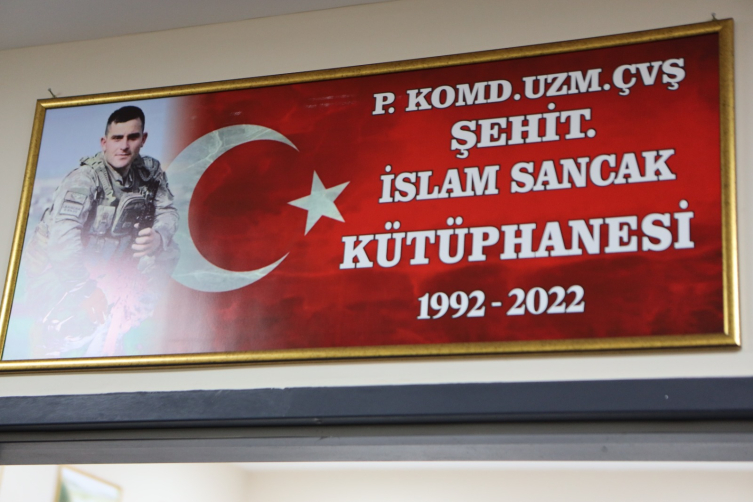 P. KOMD.UZM.ÇVŞ
ŞEHİT.
İSLAM SANCAK
KÜTÜPHANESİ
1992 - 2022